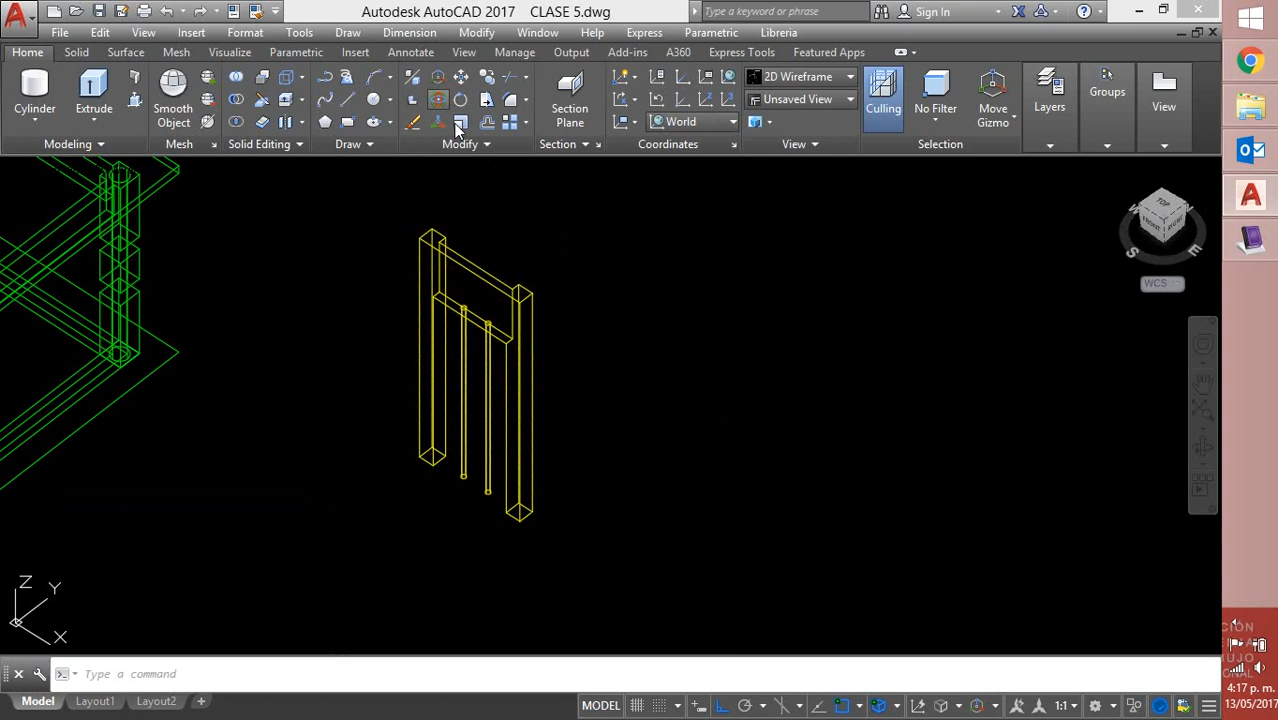 Autodesk AutoCAD 2017 CLASE 5.dwg
Type a keyword or phrase
Sign In
File Edit View Insert Format Tools Draw Dimension Modify Window Help Express Parametric Libreria
Home Solid Surface Mesh Visualize Parametric Insert Annotate View Manage Output Add-ins A360 Express Tools Featured Apps
Cylinder
Extrude
Smooth
Object
Section
Plane
2D Wireframe
Unsaved View
World
Culling
No Filter
Move
Gizmo
Layers
Groups
View
Modeling
Mesh
Solid Editing
Draw
Modify
Section
Coordinates
View
Selection
TOP
W
S
E
WCS
Z
Y
X
Type a command
Model Layout1 Layout2 +
MODEL
1:1
4:17 p. m.
13/05/2017